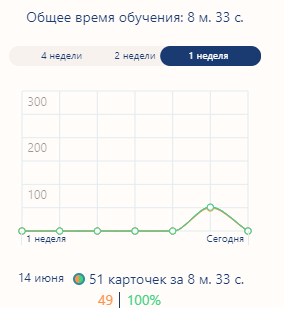 Общее время обучения: 8 м. 33 с.
4 недели 2 недели 1 неделя
300
200
100
1 неделя Сегодня
14 июня 51 карточек за 8 м. 33 с.
49 | 100%